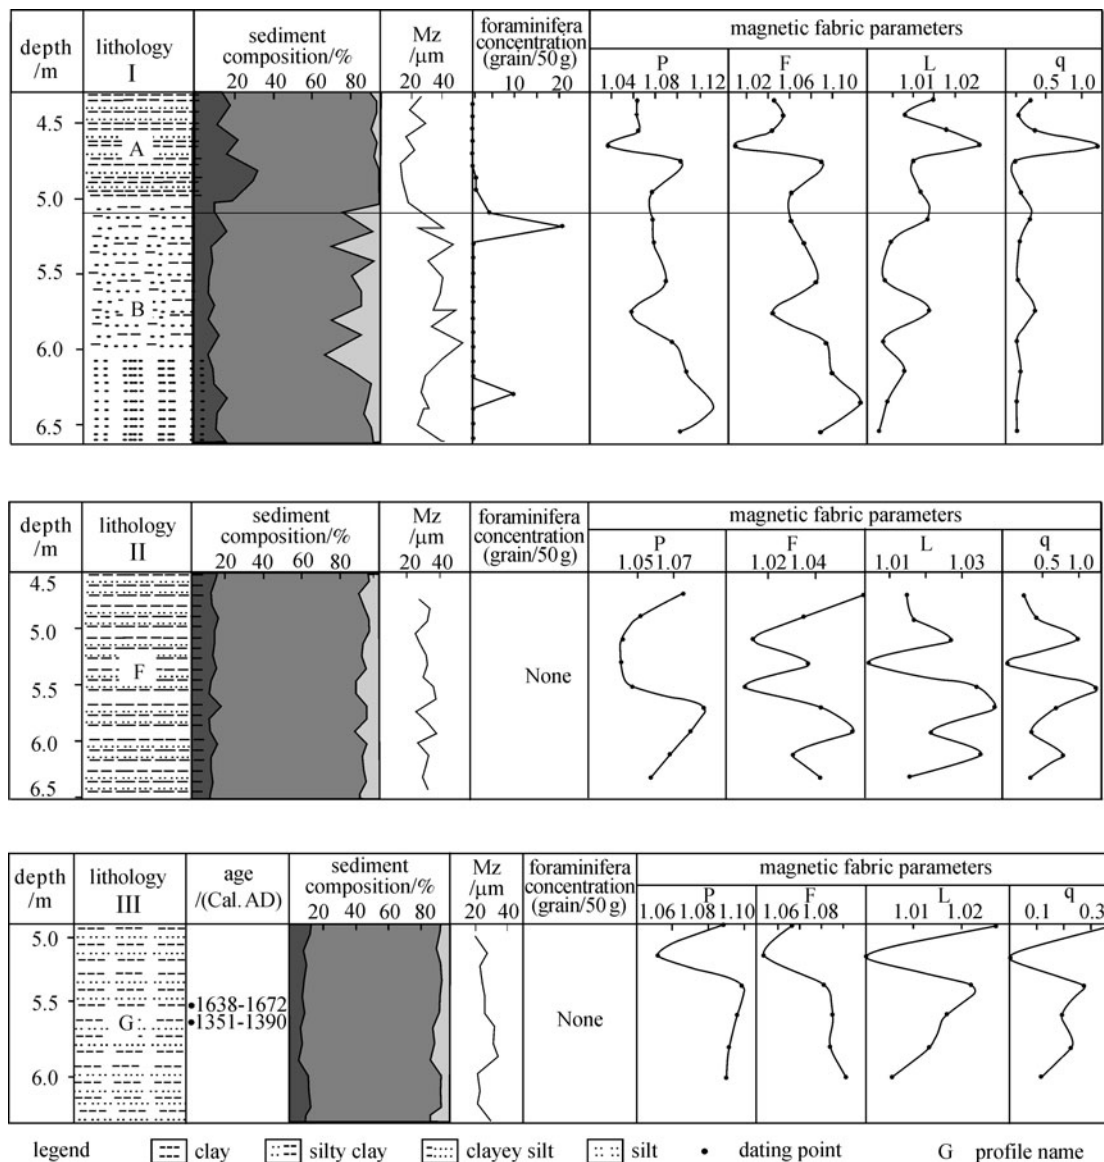 depth /m
lithology I
sediment composition/%
20 40 60 80
Mz /μm
20 40
foraminifera concentration (grain/50 g)
10 20
magnetic fabric parameters
P
1.04 1.08 1.12
F
1.02 1.06 1.10
L
1.01 1.02
q
0.5 1.0
4.5
A
5.0
5.5
B
6.0
6.5
depth /m
lithology II
sediment composition/%
20 40 60 80
Mz /μm
20 40
foraminifera concentration (grain/50 g)
magnetic fabric parameters
P
1.05 1.07
F
1.02 1.04
L
1.01 1.03
q
0.5 1.0
4.5
5.0
F
None
5.5
6.0
6.5
depth /m
lithology III
age /(Cal. AD)
sediment composition/%
20 40 60 80
Mz /μm
20 40
foraminifera concentration (grain/50 g)
magnetic fabric parameters
P
1.06 1.08 1.10
F
1.06 1.08
L
1.01 1.02
q
0.1 0.3
5.0
5.5
1638-1672
G
1351-1390
None
6.0
legend clay silty clay clayey silt silt dating point G profile name